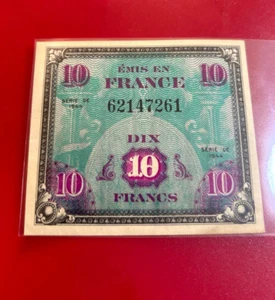 10 ÉMIS EN 10
FRANCE
SÉRIE DE
1944
62147261
DIX
10
SÉRIE DE
1944
10 FRANCS 10